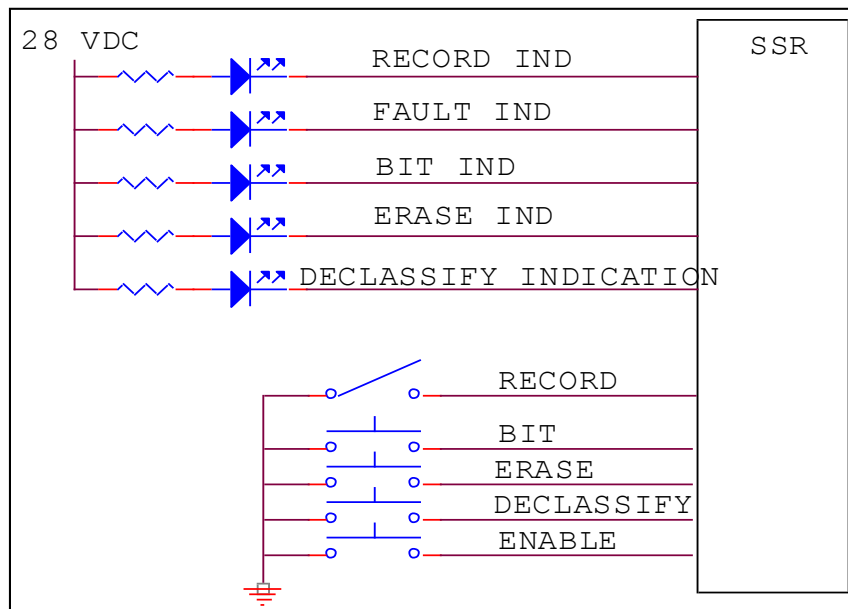 28 VDC
SSR
RECORD IND
FAULT IND
BIT IND
ERASE IND
DECLASSIFY INDICATION
RECORD
BIT
ERASE
DECLASSIFY
ENABLE